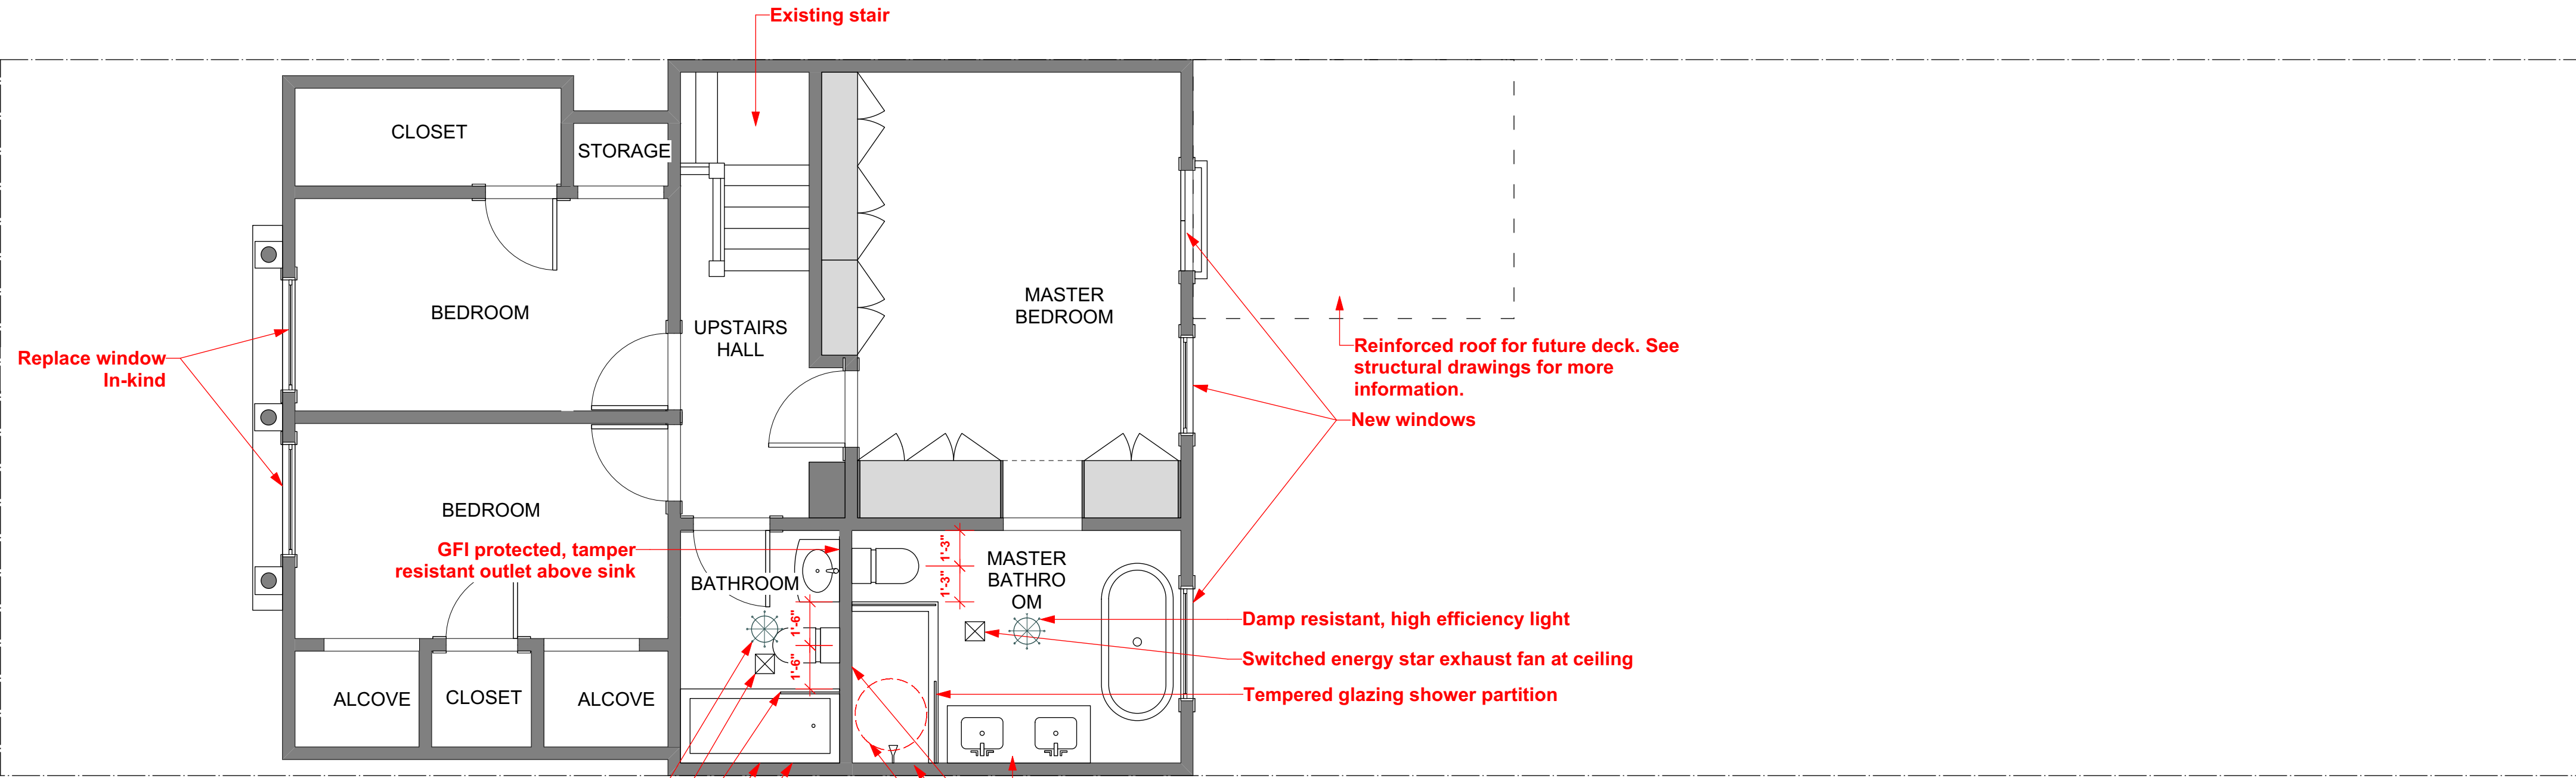 Existing stair
CLOSET
STORAGE
BEDROOM
UPSTAIRS
HALL
MASTER
BEDROOM
Replace window
In-kind
Reinforced roof for future deck. See
structural drawings for more
information.
New windows
BEDROOM
GFI protected, tamper
resistant outlet above sink
BATHROOM
1'-3"
1'-3"
MASTER
BATHRO
OM
1'-6"
1'-6"
Damp resistant, high efficiency light
Switched energy star exhaust fan at ceiling
Tempered glazing shower partition
ALCOVE
CLOSET
ALCOVE